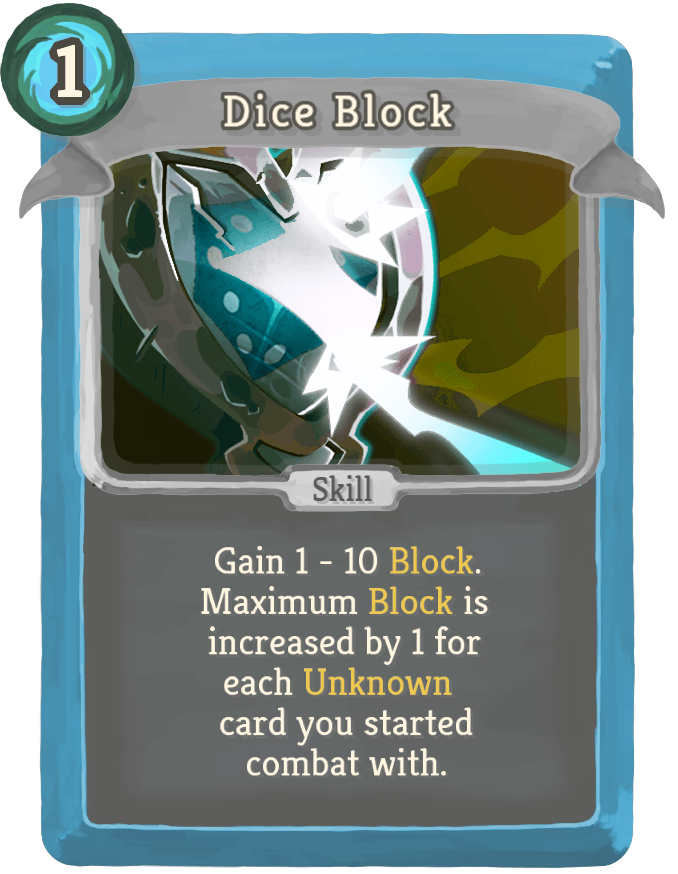 1
Dice Block
Skill
Gain 1 - 10 Block.
Maximum Block is
increased by 1 for
each Unknown
card you started
combat with.